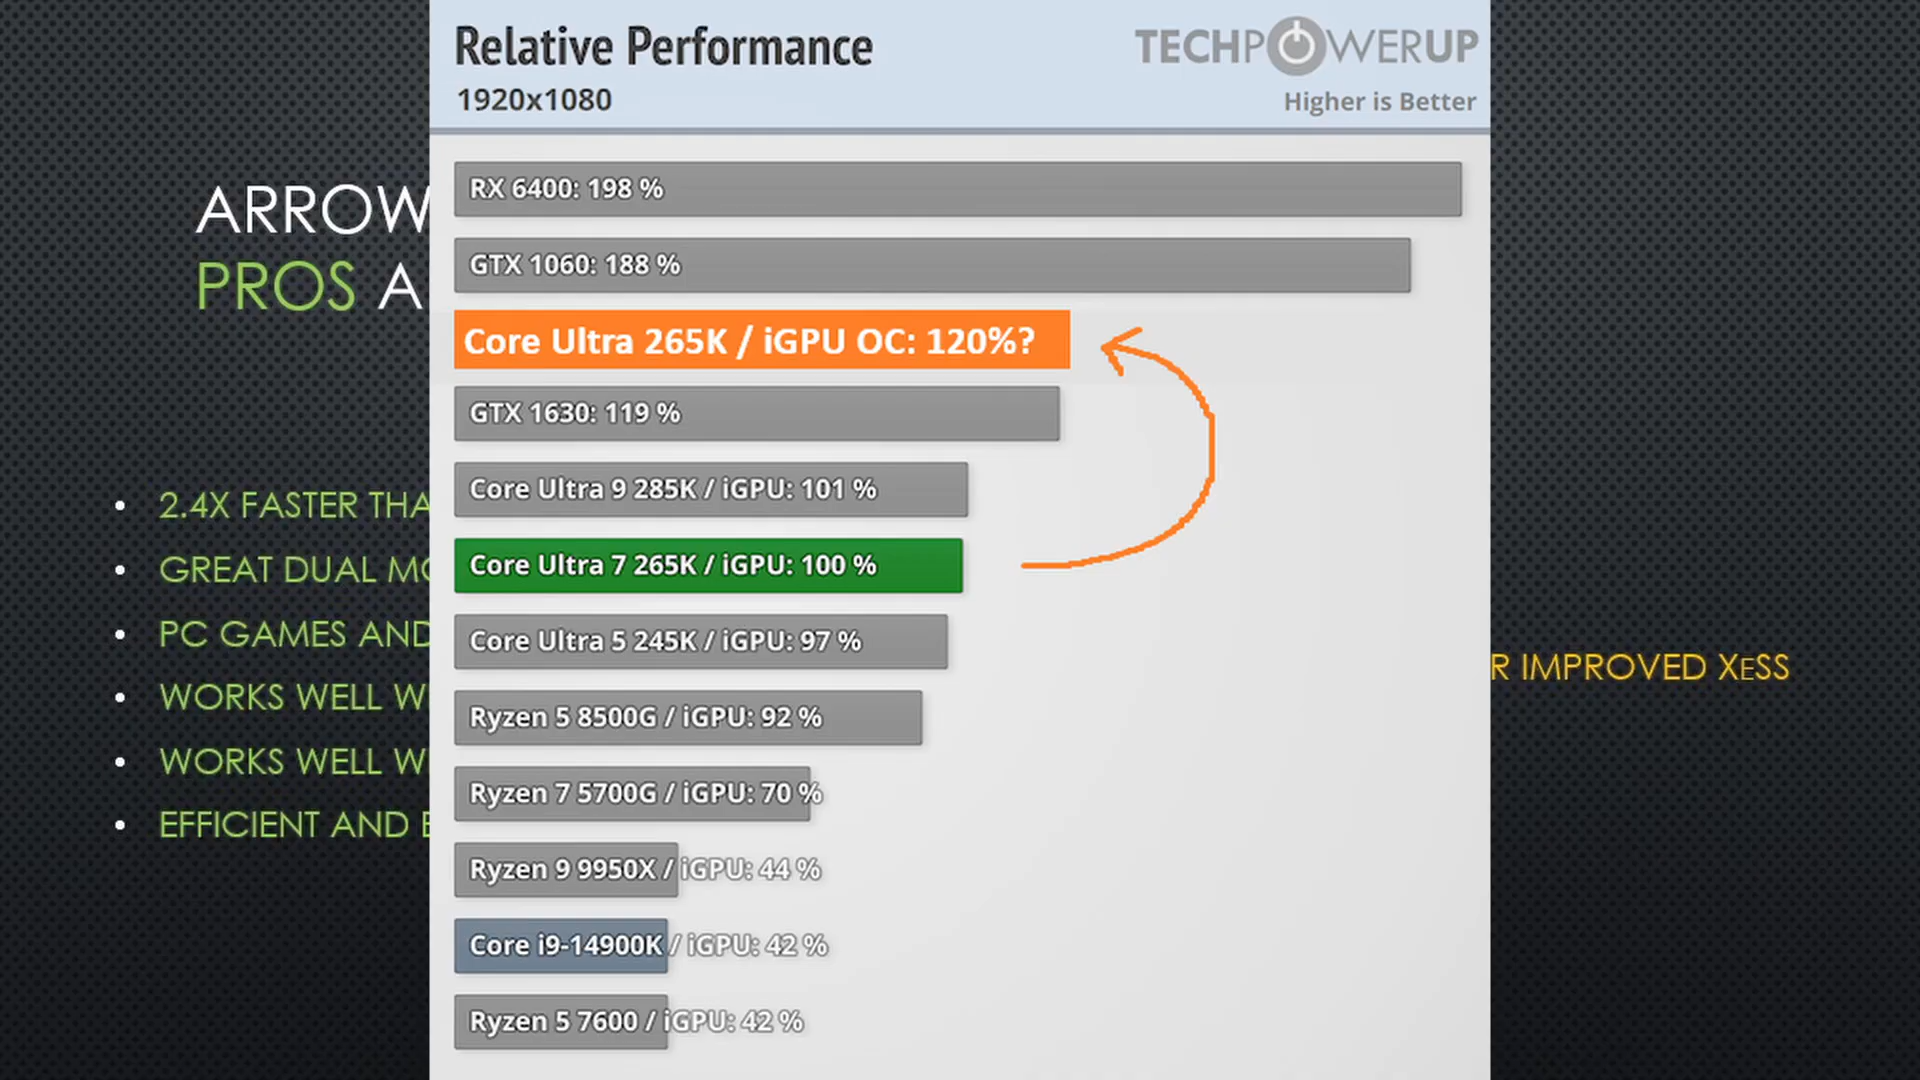 Relative Performance
1920x1080
TECHPOWERUP
Higher is Better
RX 6400: 198 %
GTX 1060: 188 %
Core Ultra 265K / iGPU OC: 120%?
GTX 1630: 119 %
Core Ultra 9 285K / iGPU: 101 %
Core Ultra 7 265K / iGPU: 100 %
Core Ultra 5 245K / iGPU: 97 %
Ryzen 5 8500G / iGPU: 92 %
Ryzen 7 5700G / iGPU: 70 %
Ryzen 9 9950X / iGPU: 44 %
Core i9-14900K / iGPU: 42 %
Ryzen 5 7600 / iGPU: 42 %
ARROW
PROS A
• 2.4X FASTER THA
• GREAT DUAL MO
• PC GAMES AND
• WORKS WELL W
• WORKS WELL W
• EFFICIENT AND
R IMPROVED XeSS